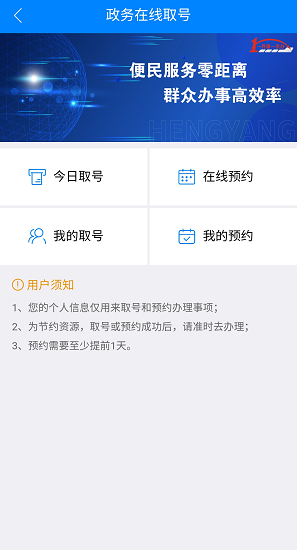 政务在线取号
便民服务零距离
群众办事高效率
HENGYANG
今日取号
在线预约
我的取号
我的预约
用户须知
1、您的个人信息仅用来取号和预约办理事项；
2、为节约资源，取号或预约成功后，请准时去办理；
3、预约需要至少提前1天。